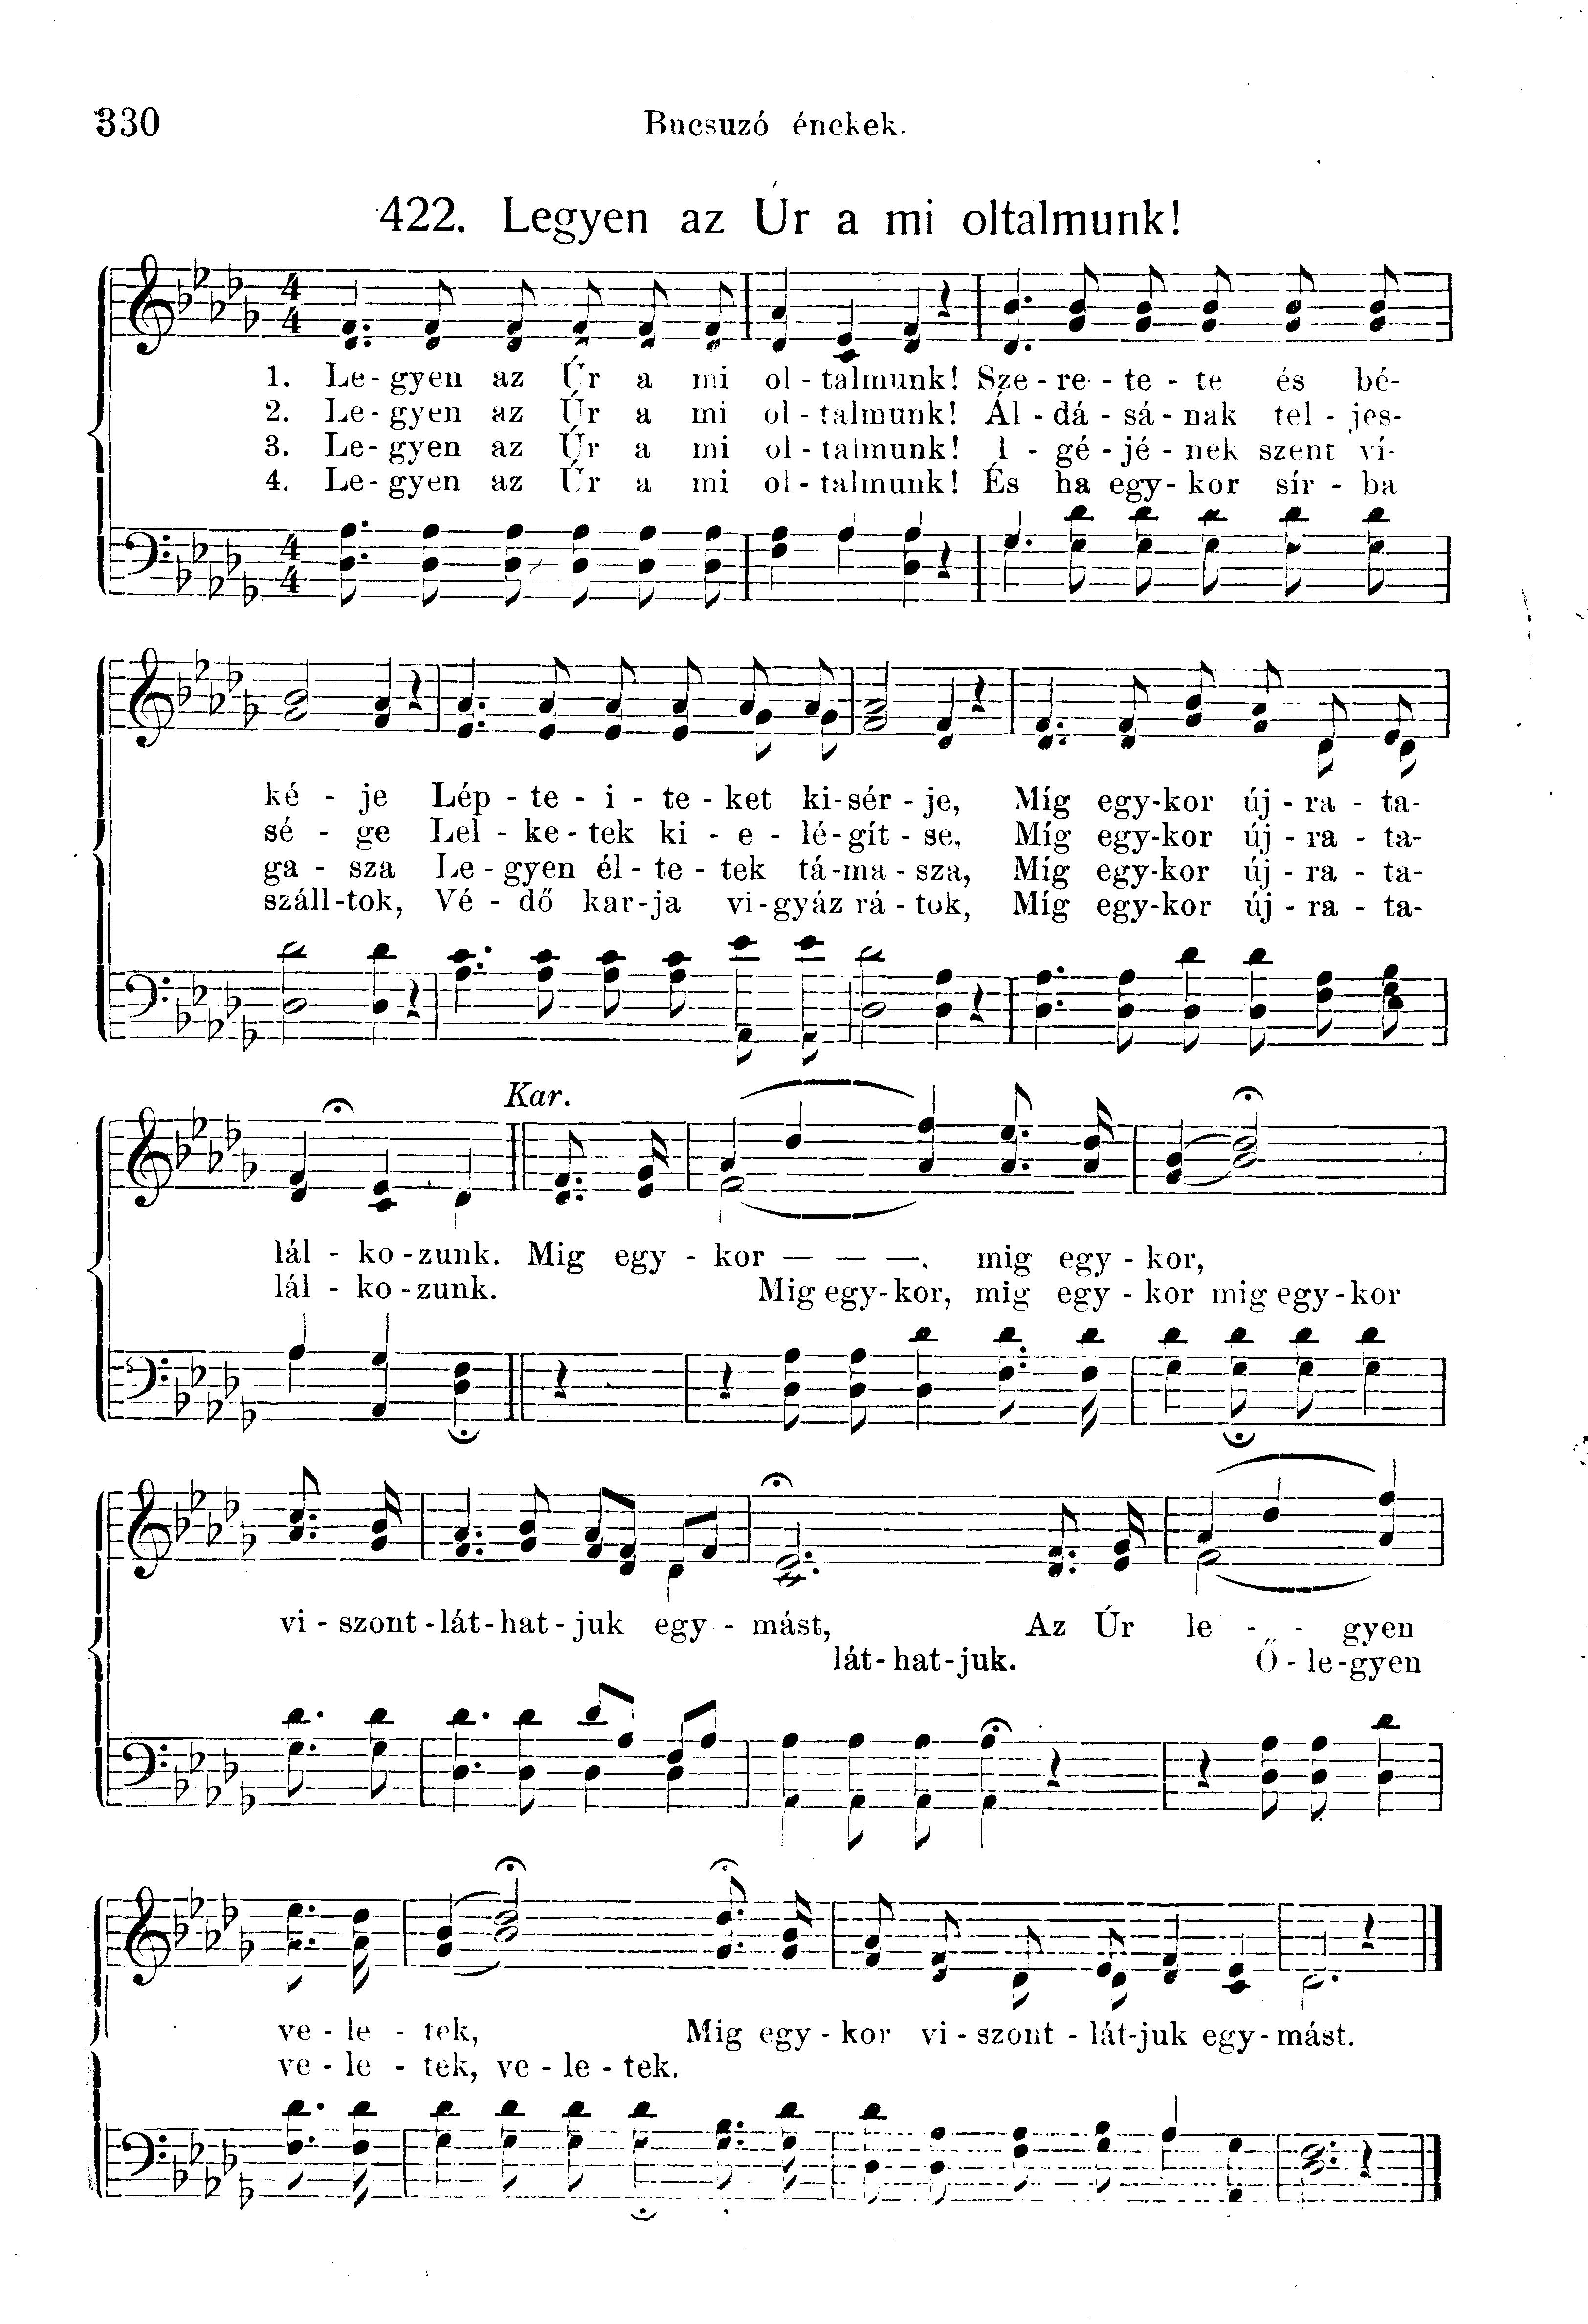 330
Bucsuzó énekek.
422. Legyen az Úr a mi oltalmunk!
4 4
1. Le-gyen az Úr a mi ol-talmunk! Sze-re-te-te és bé-
2. Le-gyen az Úr a mi ol-talmunk! Ál-dá-sá-nak tel-jes-
3. Le-gyen az Úr a mi ol-talmunk! I-gé-jé-nek szent ví-
4. Le-gyen az Úr a mi ol-talmunk! És ha egy-kor sír-ba
4 4
ké-je Lép-te-i-te-ket ki-sér-je, Míg egy-kor új-ra-ta-
sé-ge Lel-ke-tek ki-e-lé-gít-se, Míg egy-kor új-ra-ta-
ga-sza Le-gyen él-te-tek tá-ma-sza, Míg egy-kor új-ra-ta-
száll-tok, Vé-dő kar-ja vi-gyáz rá-tok, Míg egy-kor új-ra-ta-
Kar.
lál-ko-zunk. Mig egy-kor — — —, mig egy-kor,
lál-ko-zunk. Mig egy-kor, mig egy-kor mig egy-kor
vi-szont-lát-hat-juk egy-mást, Az Úr le - - gyen
lát-hat-juk. Ő-le-gyen
ve-le-tek, Mig egy-kor vi-szont-lát-juk egy-mást.
ve-le-tek, ve-le-tek.